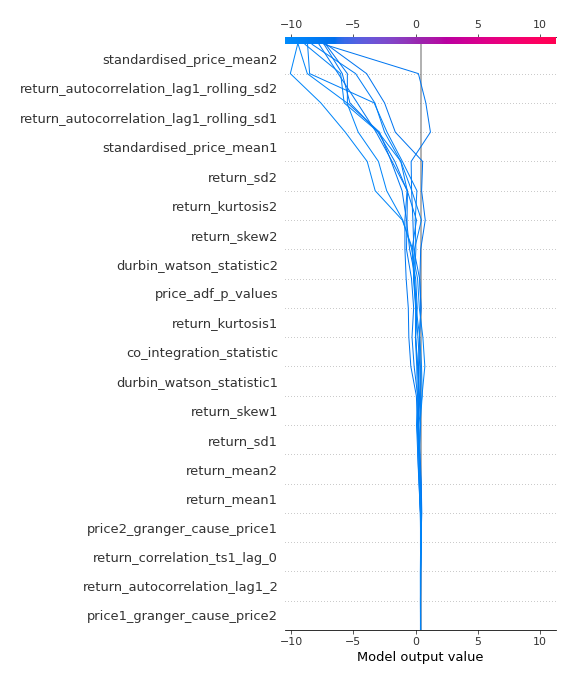 −10 −5 0 5 10
standardised_price_mean2
return_autocorrelation_lag1_rolling_sd2
return_autocorrelation_lag1_rolling_sd1
standardised_price_mean1
return_sd2
return_kurtosis2
return_skew2
durbin_watson_statistic2
price_adf_p_values
return_kurtosis1
co_integration_statistic
durbin_watson_statistic1
return_skew1
return_sd1
return_mean2
return_mean1
price2_granger_cause_price1
return_correlation_ts1_lag_0
return_autocorrelation_lag1_2
price1_granger_cause_price2
−10 −5 0 5 10
Model output value